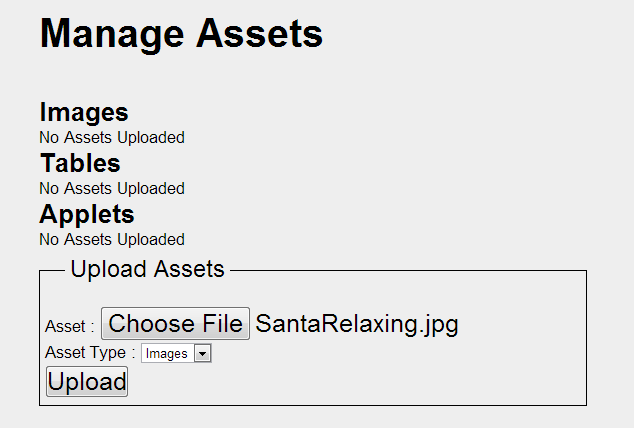 Manage Assets
Images
No Assets Uploaded
Tables
No Assets Uploaded
Applets
No Assets Uploaded
Upload Assets
Asset : Choose File SantaRelaxing.jpg
Asset Type : Images
Upload